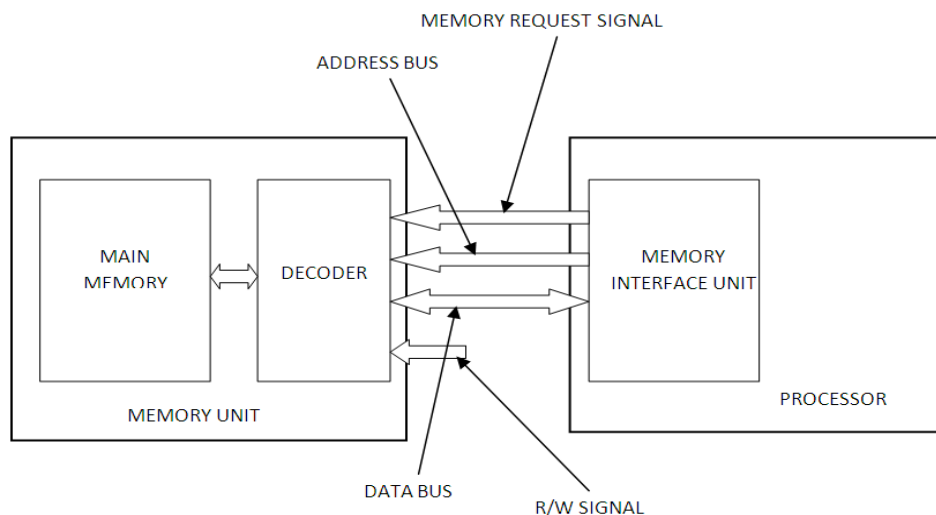 MEMORY REQUEST SIGNAL
ADDRESS BUS
MAIN
MEMORY
DECODER
MEMORY
INTERFACE UNIT
MEMORY UNIT
PROCESSOR
DATA BUS
R/W SIGNAL